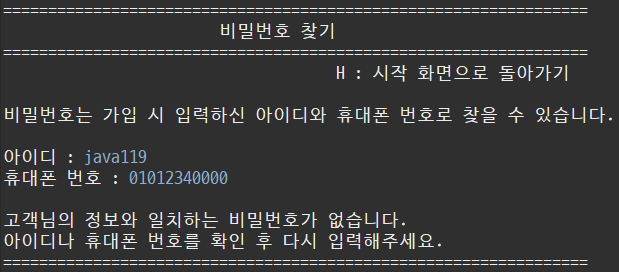 =================================================================
비밀번호 찾기
=================================================================
H : 시작 화면으로 돌아가기
비밀번호는 가입 시 입력하신 아이디와 휴대폰 번호로 찾을 수 있습니다.
아이디 : java119
휴대폰 번호 : 01012340000
고객님의 정보와 일치하는 비밀번호가 없습니다.
아이디나 휴대폰 번호를 확인 후 다시 입력해주세요.
=================================================================